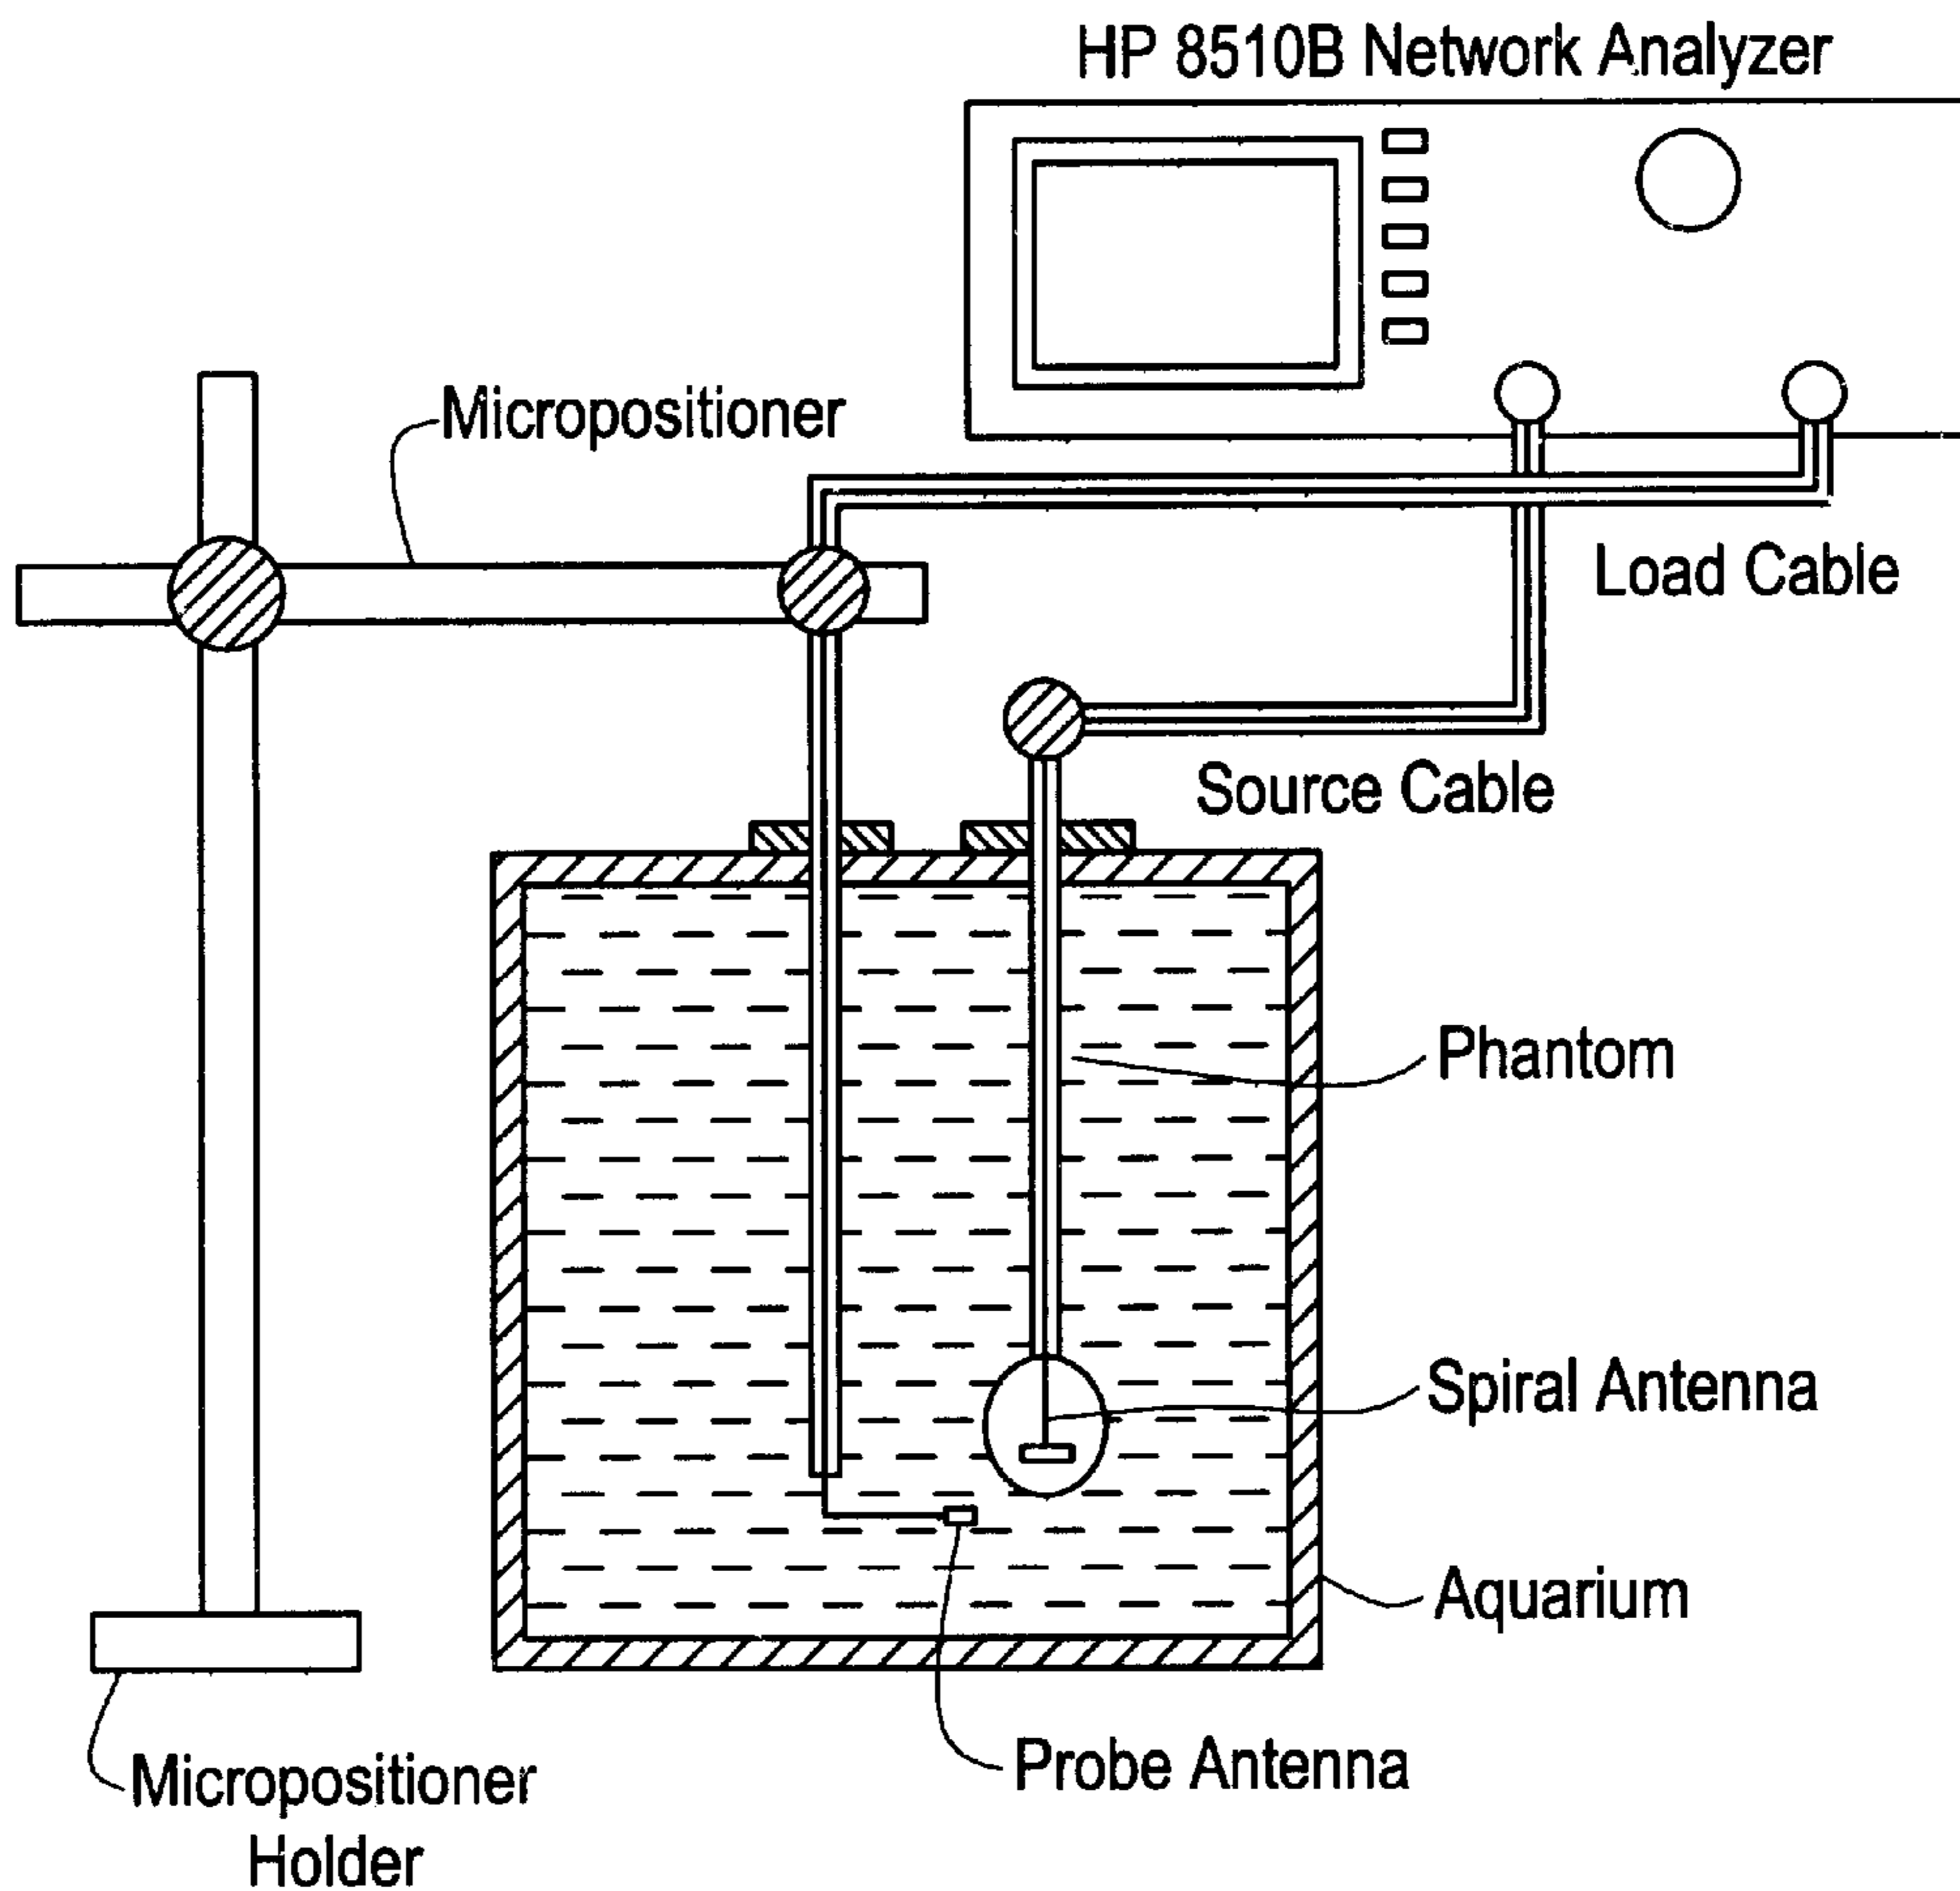 HP 8510B Network Analyzer
Micropositioner
Load Cable
Source Cable
Phantom
Spiral Antenna
Aquarium
Probe Antenna
Micropositioner
Holder